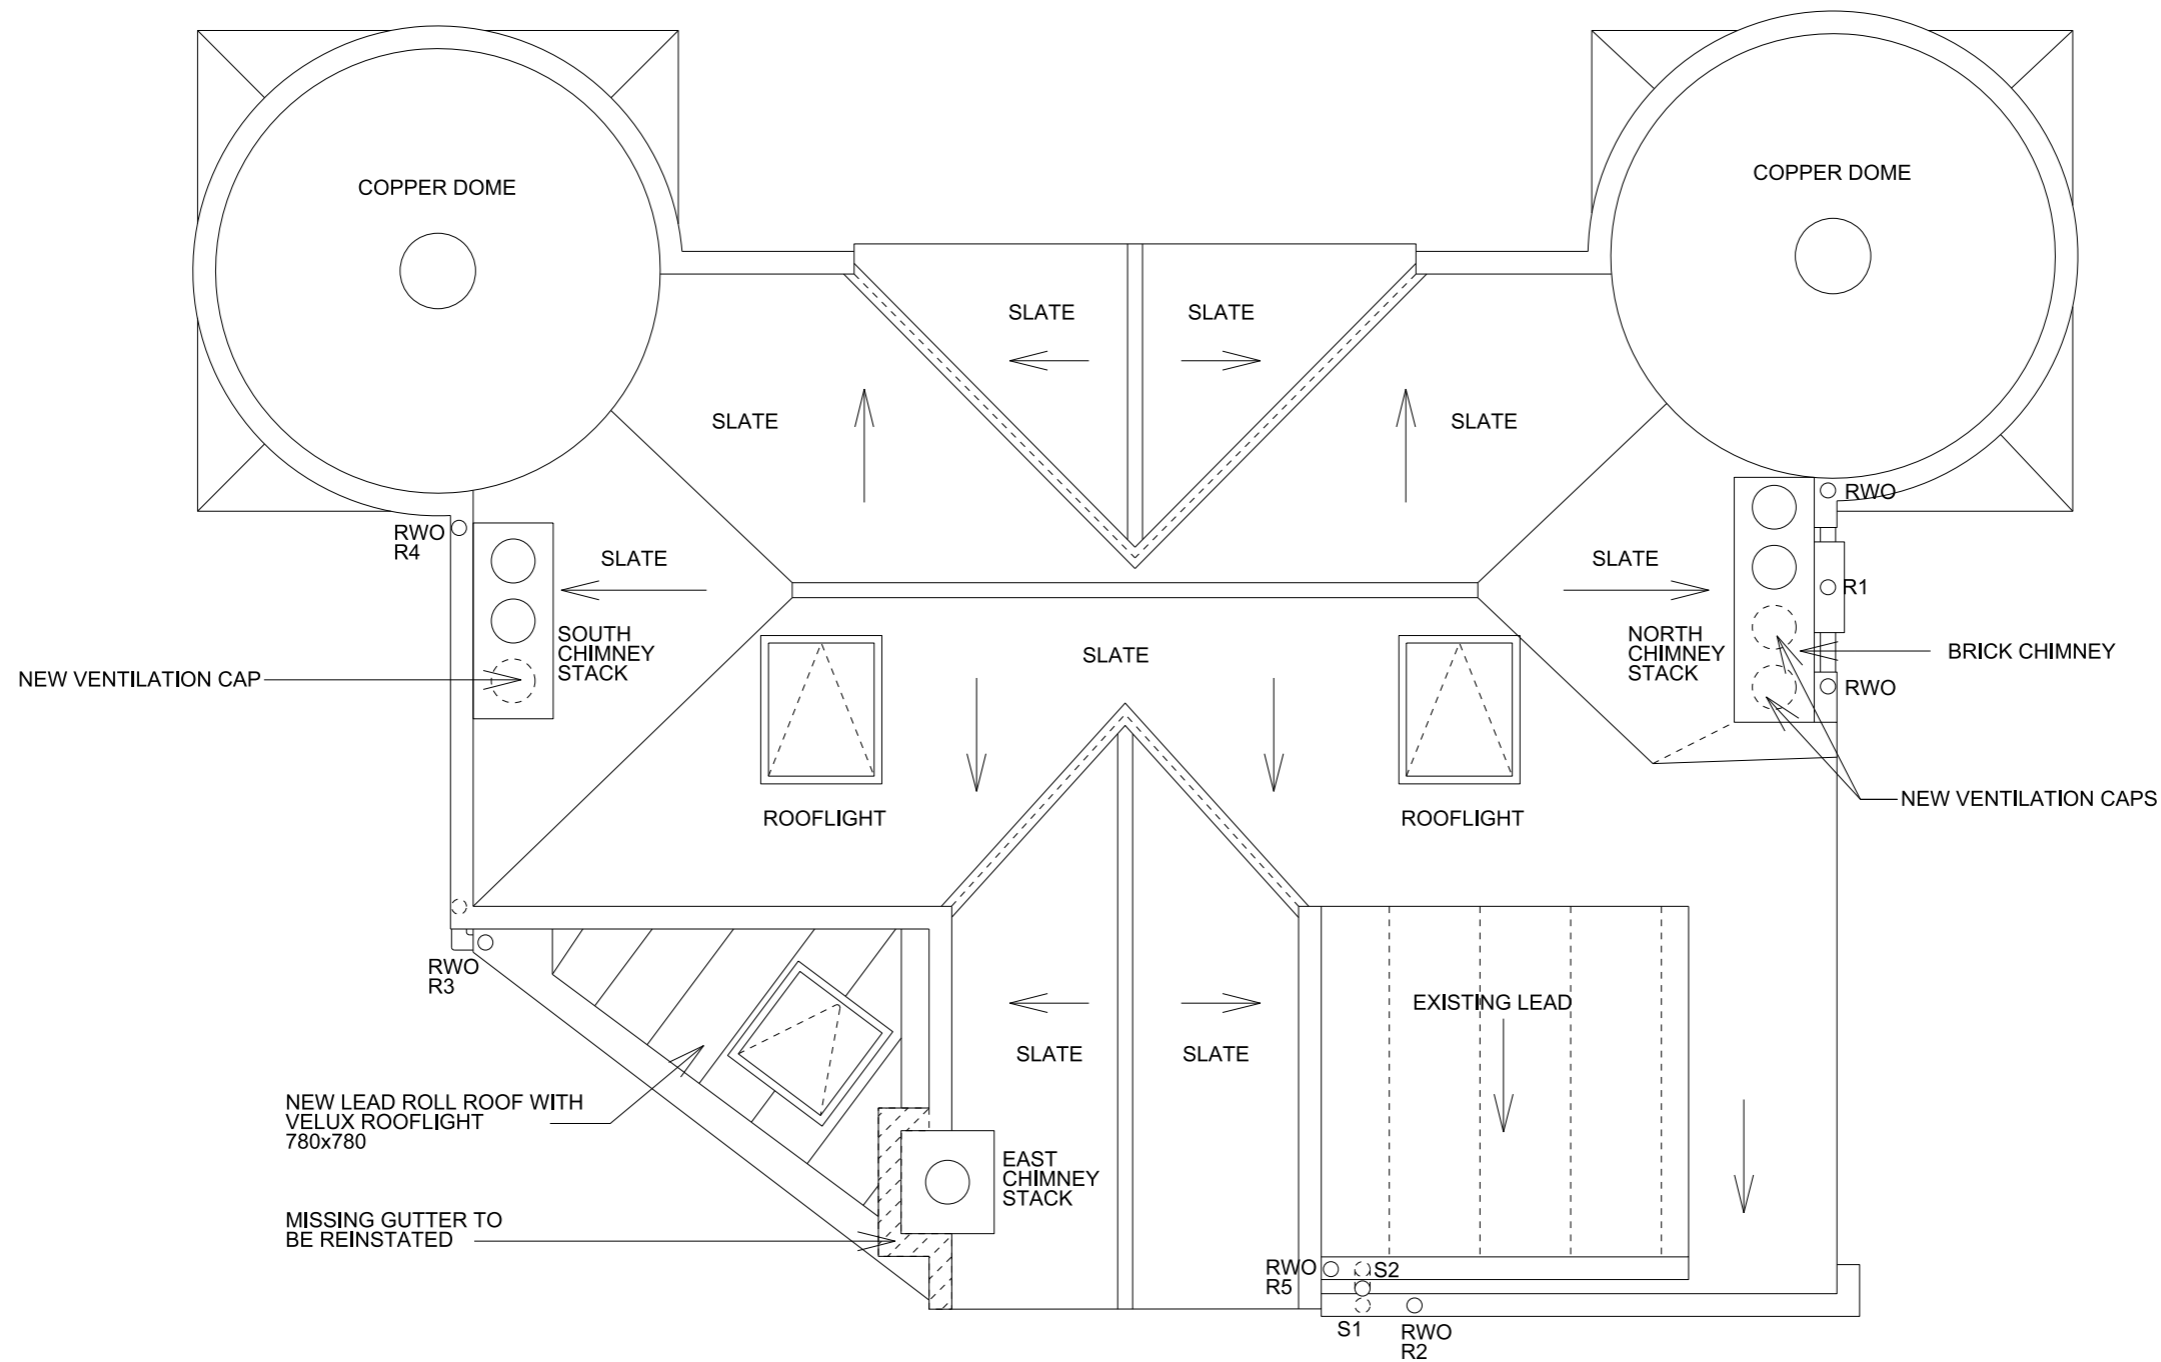 COPPER DOME
COPPER DOME
SLATE
SLATE
SLATE
SLATE
RWO
RWO
R4
SLATE
SLATE
R1
SOUTH
CHIMNEY
STACK
SLATE
NORTH
CHIMNEY
STACK
BRICK CHIMNEY
NEW VENTILATION CAP
RWO
ROOFLIGHT
ROOFLIGHT
NEW VENTILATION CAPS
RWO
R3
EXISTING LEAD
SLATE
SLATE
NEW LEAD ROLL ROOF WITH
VELUX ROOFLIGHT
780x780
EAST
CHIMNEY
STACK
MISSING GUTTER TO
BE REINSTATED
RWO
R5
S2
S1
RWO
R2